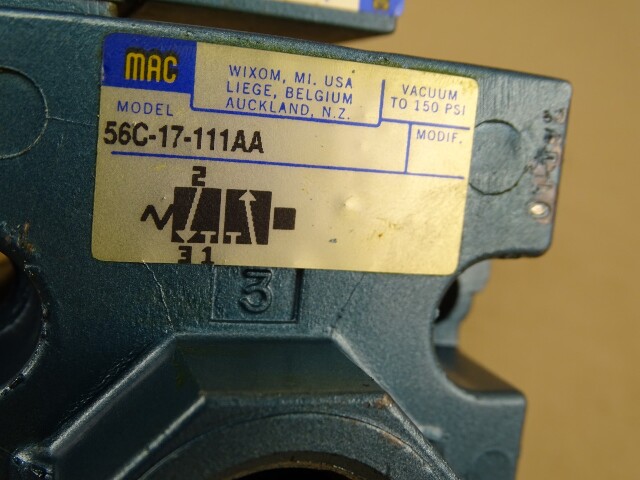 MAC
WIXOM, MI. USA
LIEGE, BELGIUM
AUCKLAND, N.Z.
VACUUM
TO 150 PSI
MODEL
MODIF.
56C-17-111AA
2
3 1
3